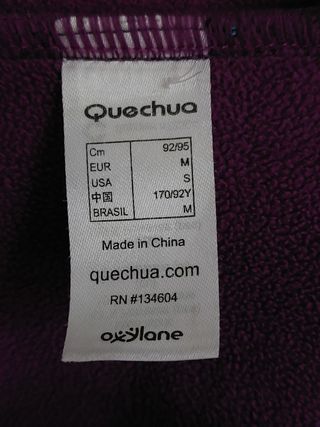 Quechua
Cm 92/95
EUR M
USA S
中国 170/92Y
BRASIL M
Made in China
quechua.com
RN #134604
oxylane